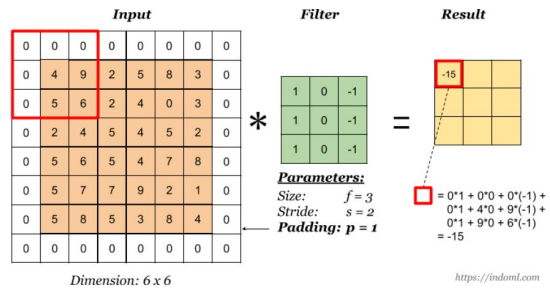 Input
Filter
Result
0 0 0 0 0 0 0 0
0 4 9 2 5 8 3 0
0 5 6 2 4 0 3 0
0 2 4 5 4 5 2 0
0 5 6 5 4 7 8 0
0 5 7 7 9 2 1 0
0 5 8 5 3 8 4 0
0 0 0 0 0 0 0 0
Dimension: 6 x 6
*
1 0 -1
1 0 -1
1 0 -1
Parameters:
Size: f = 3
Stride: s = 2
Padding: p = 1
=
-15
= 0*1 + 0*0 + 0*(-1) +
0*1 + 4*0 + 9*(-1) +
0*1 + 9*0 + 6*(-1)
= -15
https://indoml.com